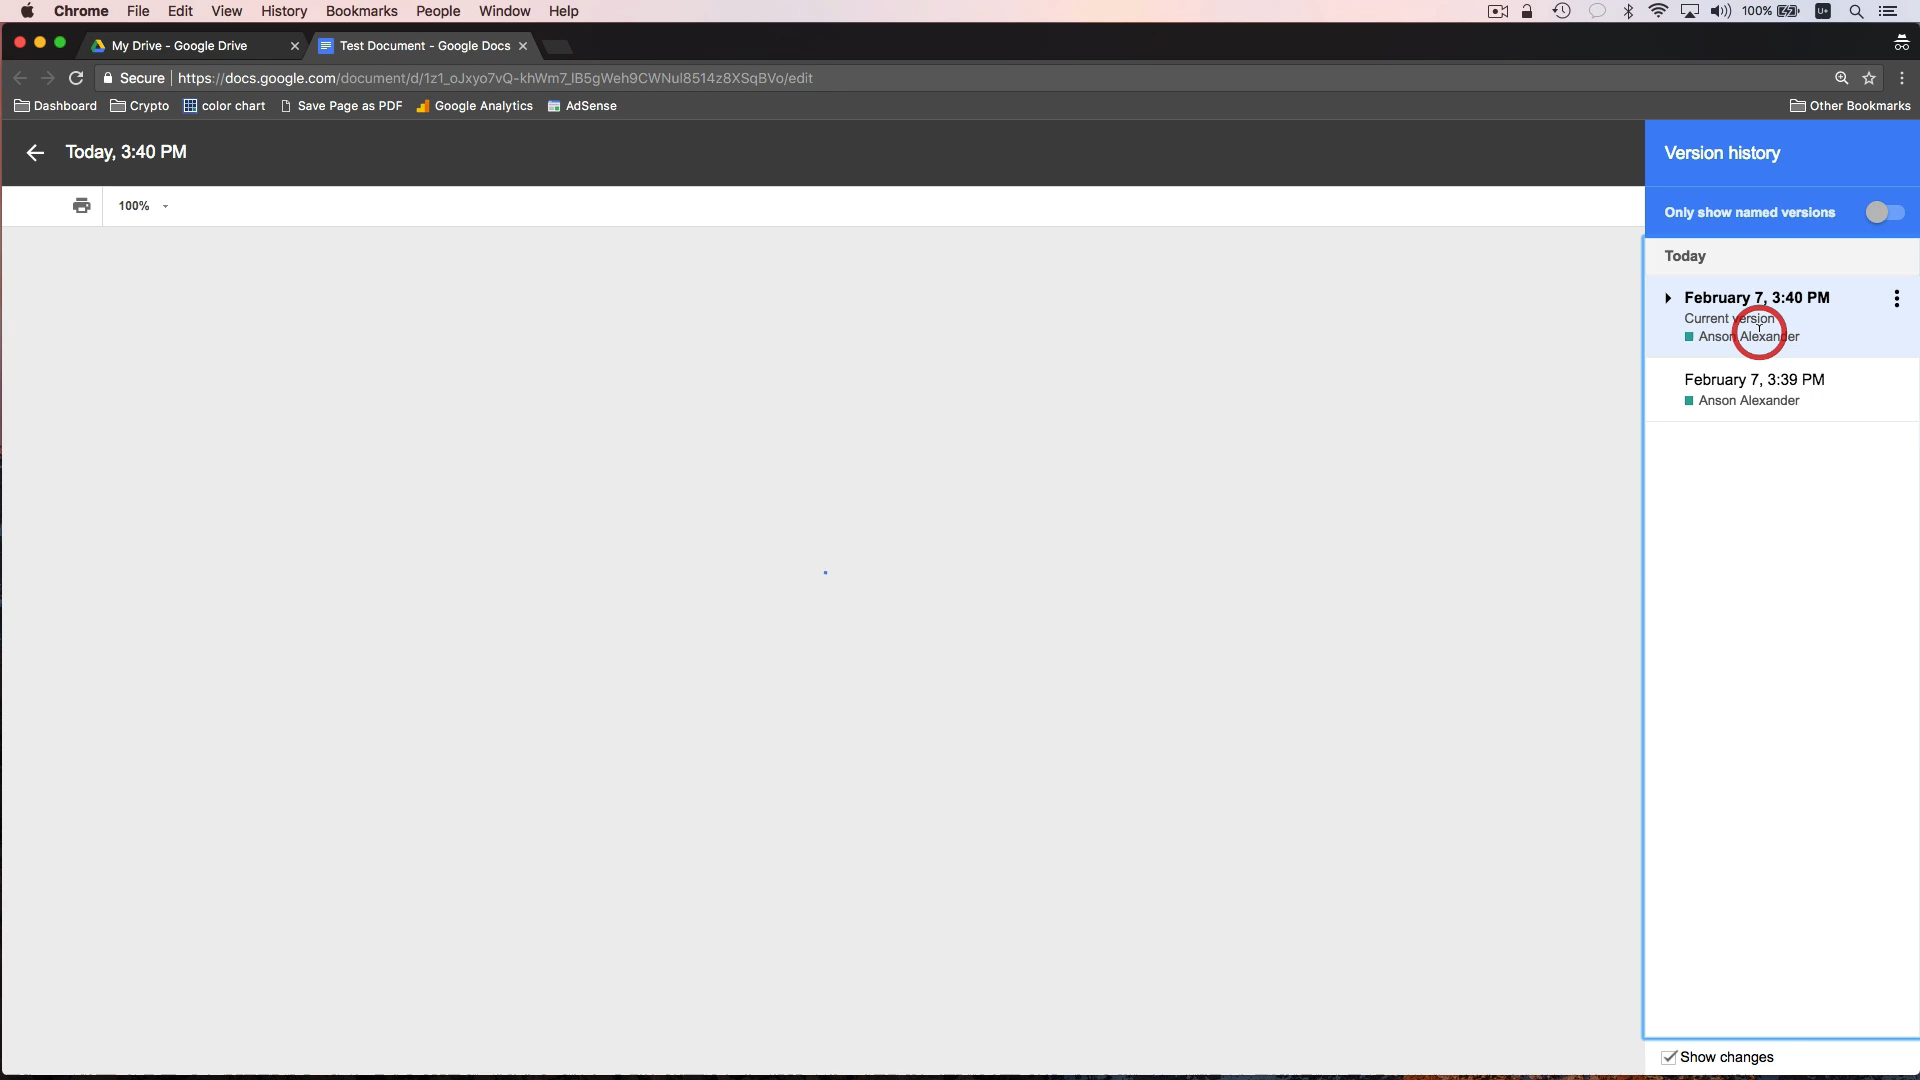 Chrome File Edit View History Bookmarks People Window Help 100%
My Drive - Google Drive Test Document - Google Docs
Secure https://docs.google.com/document/d/1z1_oJxyo7vQ-khWm7_lB5gWeh9CWNul8514z8XSqBVo/edit
Dashboard Crypto color chart Save Page as PDF Google Analytics AdSense Other Bookmarks
Today, 3:40 PM
Version history
100%
Only show named versions
Today
February 7, 3:40 PM
Current version
Anson Alexander
February 7, 3:39 PM
Anson Alexander
Show changes